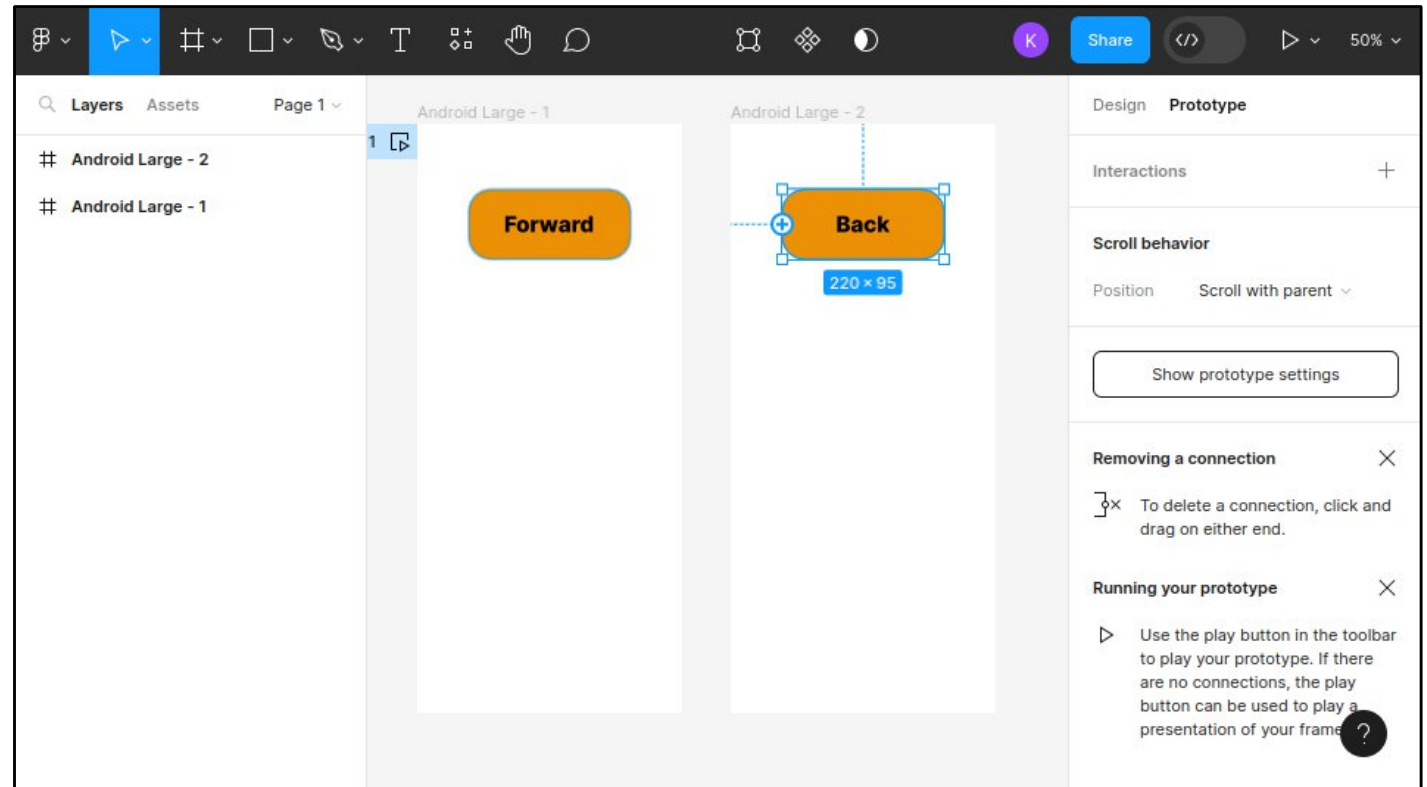 K
Share
50%
Layers
Assets
Page 1
Android Large - 2
Android Large - 1
Android Large - 1
1
Forward
Android Large - 2
Back
220 × 95
Design
Prototype
Interactions
Scroll behavior
Position
Scroll with parent
Show prototype settings
Removing a connection
To delete a connection, click and
drag on either end.
Running your prototype
Use the play button in the toolbar
to play your prototype. If there
are no connections, the play
button can be used to play a
presentation of your frame
?